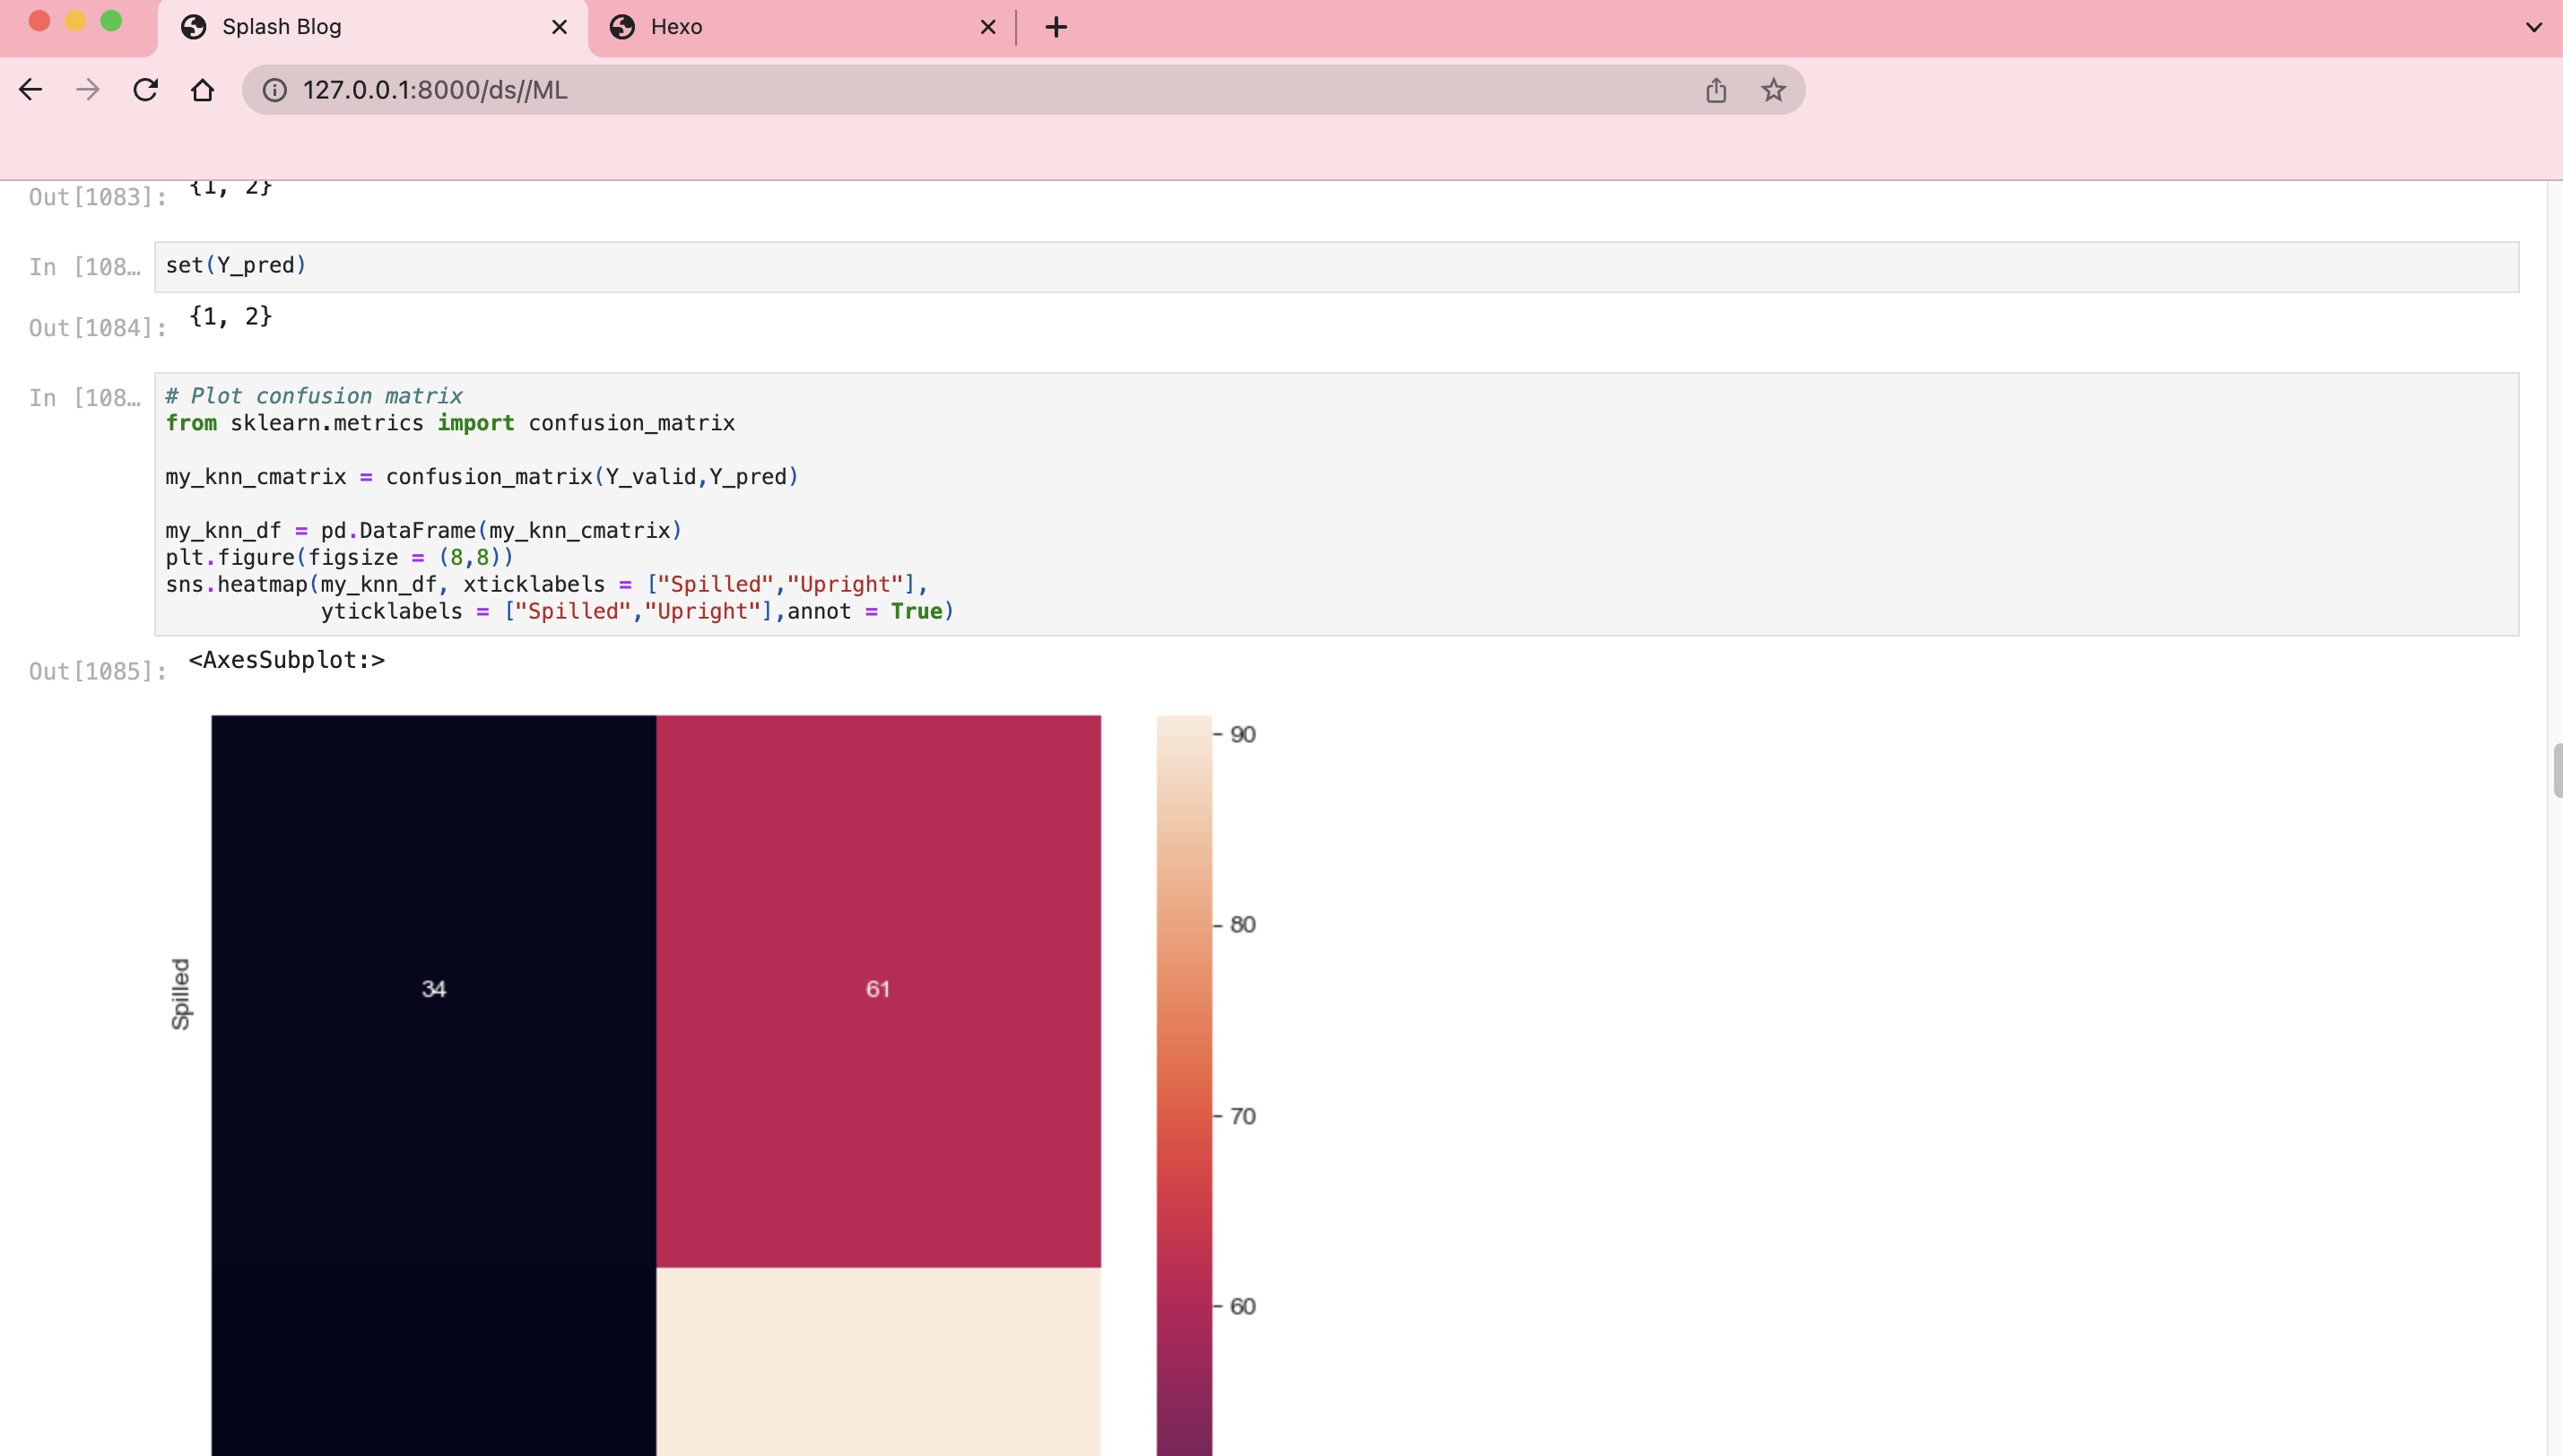 Splash Blog
Hexo
127.0.0.1:8000/ds//ML
Out[1083]: {1, 2}
In [108… set(Y_pred)
Out[1084]: {1, 2}
In [108… # Plot confusion matrix
from sklearn.metrics import confusion_matrix
my_knn_cmatrix = confusion_matrix(Y_valid,Y_pred)
my_knn_df = pd.DataFrame(my_knn_cmatrix)
plt.figure(figsize = (8,8))
sns.heatmap(my_knn_df, xticklabels = ["Spilled","Upright"],
yticklabels = ["Spilled","Upright"],annot = True)
Out[1085]: <AxesSubplot:>
90
80
Spilled
34
61
70
60